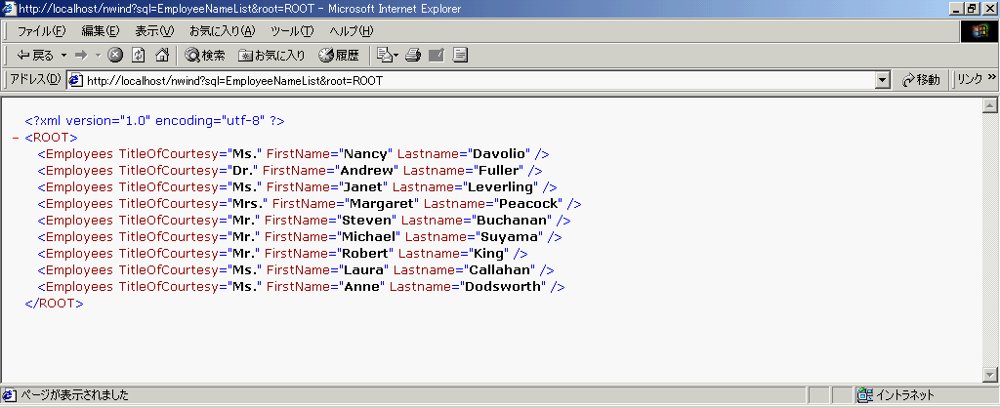 http://localhost/nwind?sql=EmployeeNameList&root=ROOT - Microsoft Internet Explorer
ファイル(F) 編集(E) 表示(V) お気に入り(A) ツール(T) ヘルプ(H)
戻る 検索 お気に入り 履歴
アドレス(D) http://localhost/nwind?sql=EmployeeNameList&root=ROOT 移動 リンク »
<?xml version="1.0" encoding="utf-8" ?>
- <ROOT>
<Employees TitleOfCourtesy="Ms." FirstName="Nancy" Lastname="Davolio" />
<Employees TitleOfCourtesy="Dr." FirstName="Andrew" Lastname="Fuller" />
<Employees TitleOfCourtesy="Ms." FirstName="Janet" Lastname="Leverling" />
<Employees TitleOfCourtesy="Mrs." FirstName="Margaret" Lastname="Peacock" />
<Employees TitleOfCourtesy="Mr." FirstName="Steven" Lastname="Buchanan" />
<Employees TitleOfCourtesy="Mr." FirstName="Michael" Lastname="Suyama" />
<Employees TitleOfCourtesy="Mr." FirstName="Robert" Lastname="King" />
<Employees TitleOfCourtesy="Ms." FirstName="Laura" Lastname="Callahan" />
<Employees TitleOfCourtesy="Ms." FirstName="Anne" Lastname="Dodsworth" />
</ROOT>
ページが表示されました イントラネット